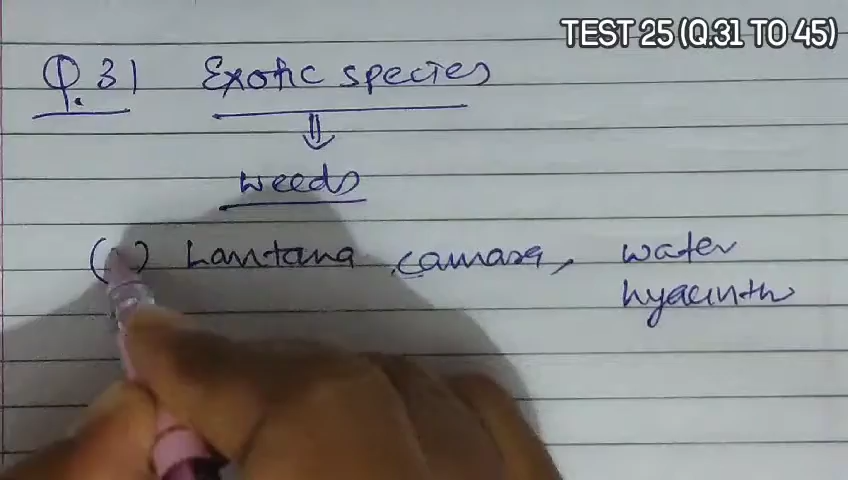 TEST 25 (Q.31 TO 45)
Q.31 Exotic species
⇓
weeds
( ) Lantana camara, water
hyacinth